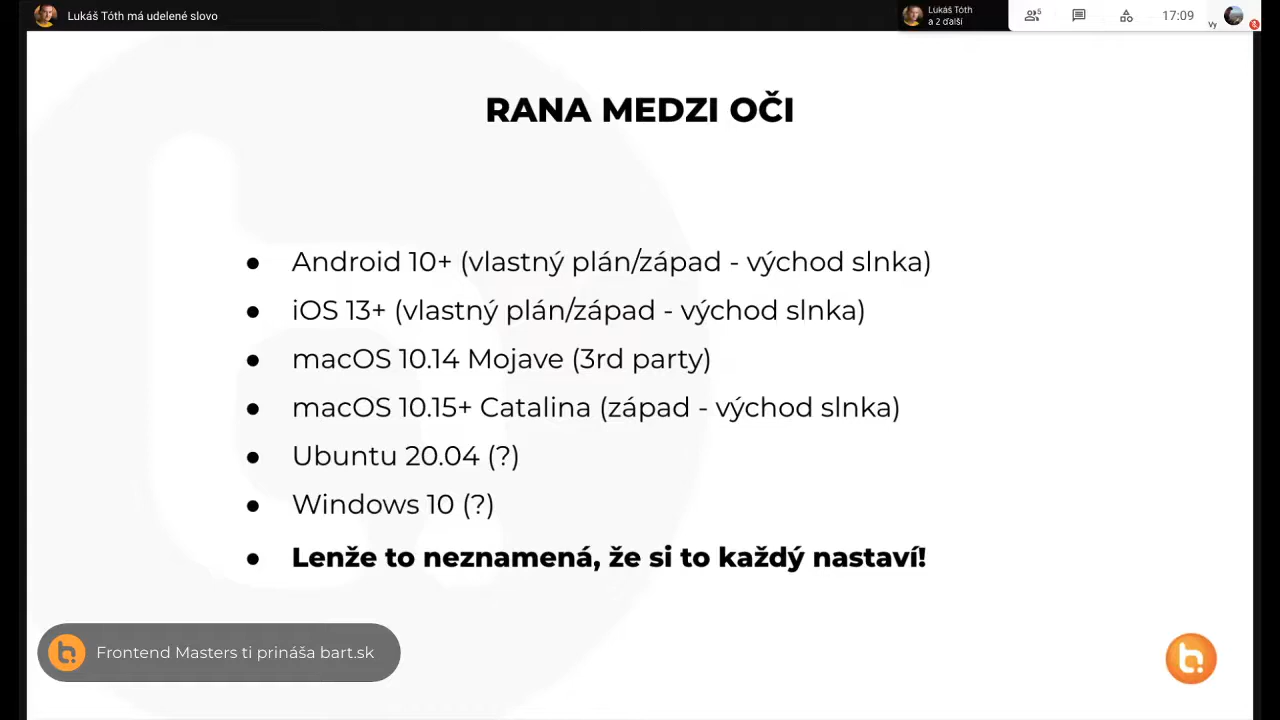 Lukáš Tóth má udelené slovo
Lukáš Tóth
a 2 ďalší
5
17:09
Vy
RANA MEDZI OČI
● Android 10+ (vlastný plán/západ - východ slnka)
● iOS 13+ (vlastný plán/západ - východ slnka)
● macOS 10.14 Mojave (3rd party)
● macOS 10.15+ Catalina (západ - východ slnka)
● Ubuntu 20.04 (?)
● Windows 10 (?)
● Lenže to neznamená, že si to každý nastaví!
Frontend Masters ti prináša bart.sk